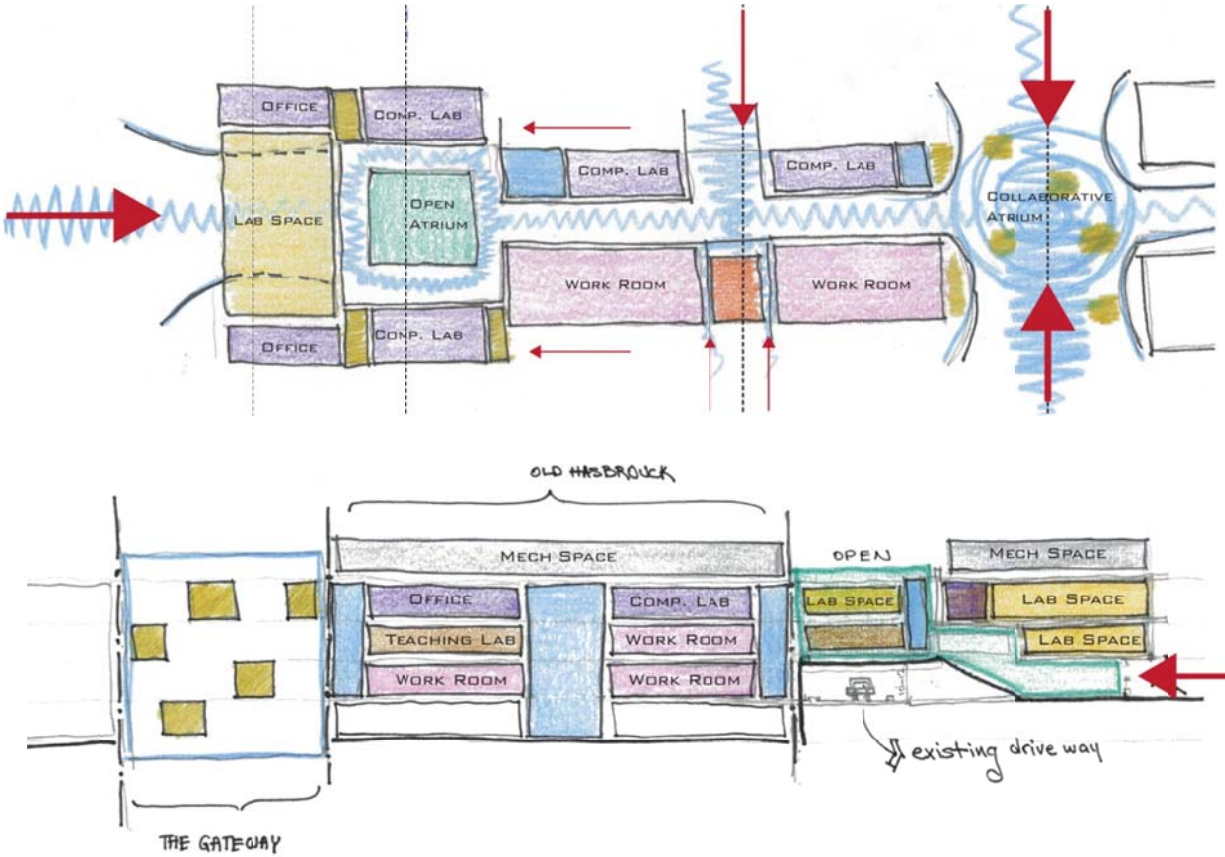 OFFICE
COMP. LAB
COMP. LAB
COMP. LAB
LAB SPACE
OPEN
ATRIUM
COLLABORATIVE
ATRIUM
WORK ROOM
WORK ROOM
OFFICE
COMP. LAB
OLD HASBROUCK
MECH SPACE
OPEN
MECH SPACE
OFFICE
COMP. LAB
LAB SPACE
LAB SPACE
TEACHING LAB
WORK ROOM
LAB SPACE
WORK ROOM
WORK ROOM
existing drive way
THE GATEWAY